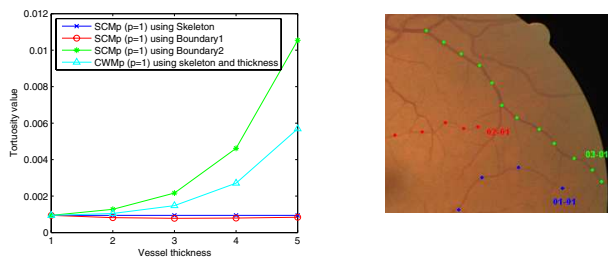 0.012
0.01
0.008
0.006
0.004
0.002
0
Tortuosity value
SCMp (p=1) using Skeleton
SCMp (p=1) using Boundary1
SCMp (p=1) using Boundary2
CWMp (p=1) using skeleton and thickness
1 2 3 4 5
Vessel thickness
02-01
03-01
01-01